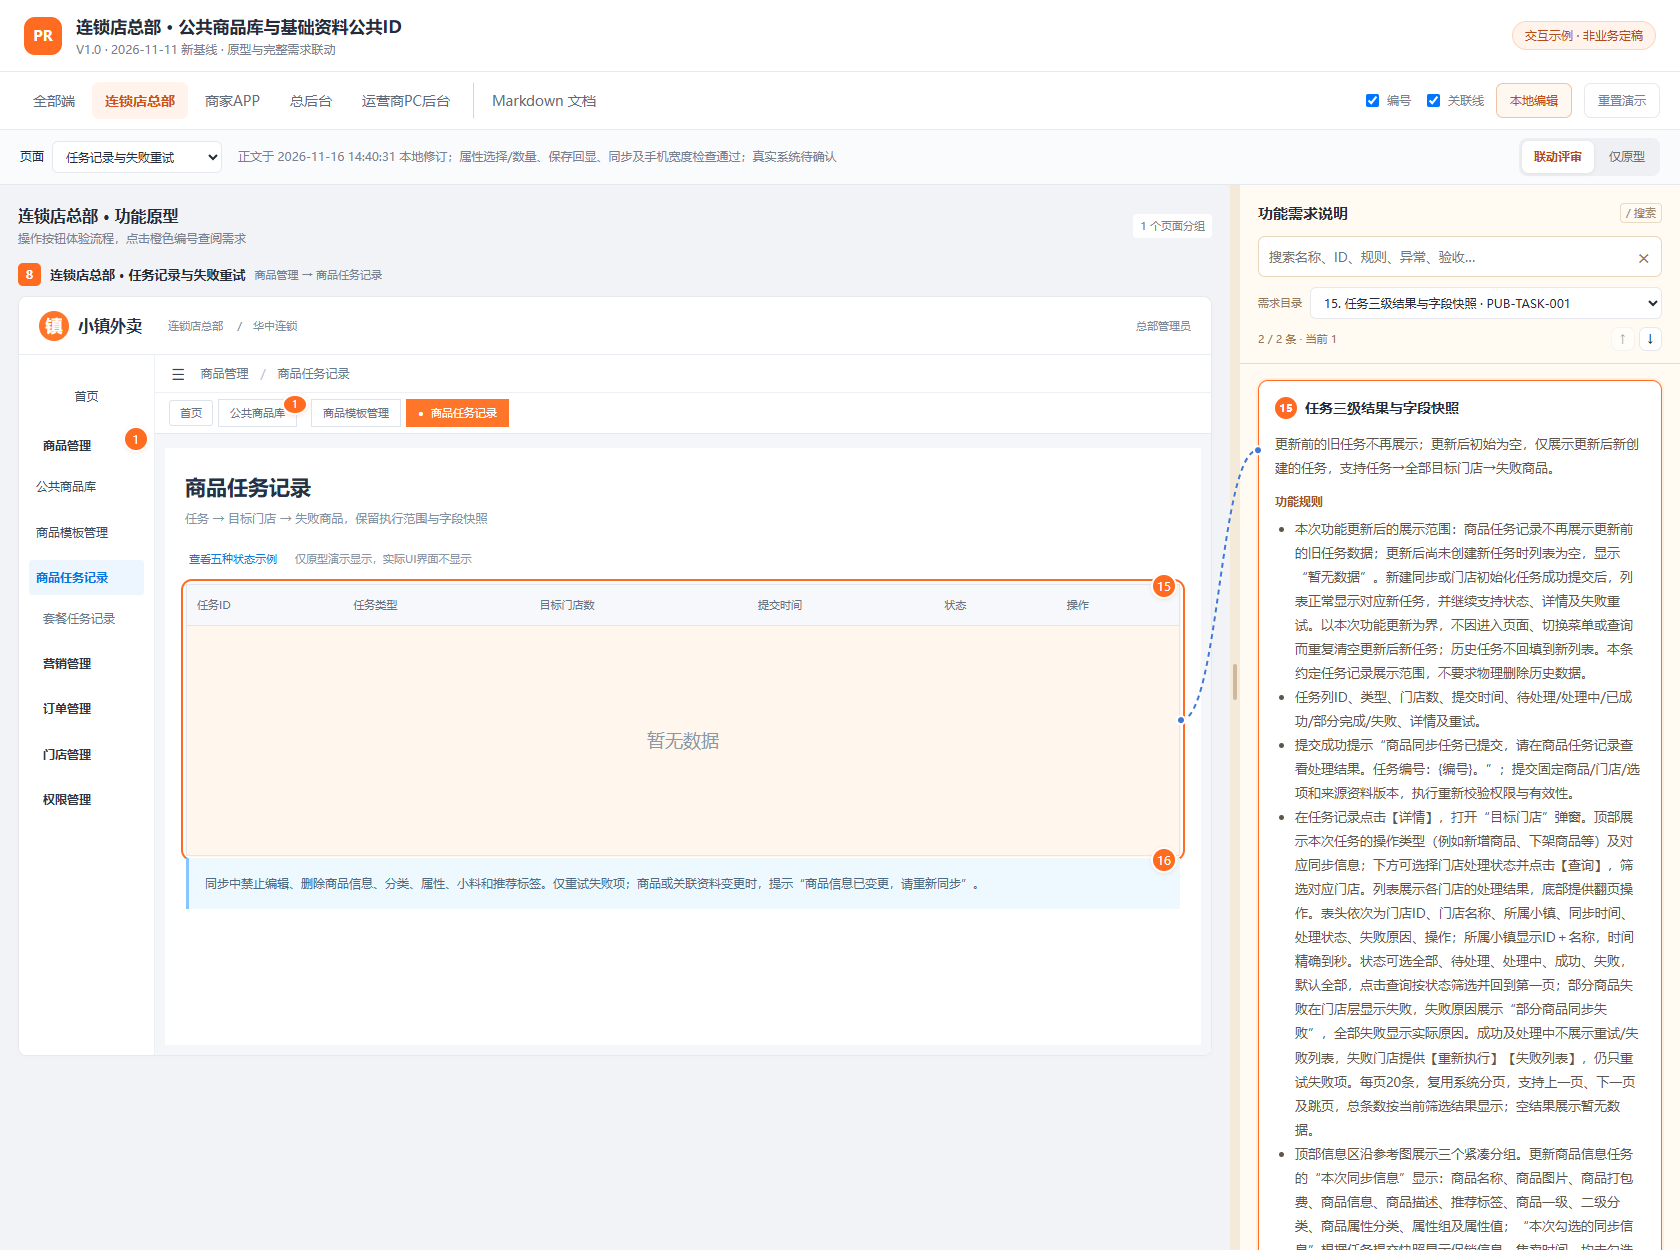 PR
连锁店总部 • 公共商品库与基础资料公共ID
V1.0 · 2026-11-11 新基线 · 原型与完整需求联动
交互示例 · 非业务定稿
全部端
连锁店总部
商家APP
总后台
运营商PC后台
Markdown 文档
编号
关联线
本地编辑
重置演示
页面
任务记录与失败重试
正文于 2026-11-16 14:40:31 本地修订；属性选择/数量、保存回显、同步及手机宽度检查通过；真实系统待确认
联动评审
仅原型
连锁店总部 • 功能原型
操作按钮体验流程，点击橙色编号查阅需求
1 个页面分组
8
连锁店总部 • 任务记录与失败重试
商品管理 → 商品任务记录
镇
小镇外卖
连锁店总部 / 华中连锁
总部管理员
首页
商品管理
1
公共商品库
商品模板管理
商品任务记录
套餐任务记录
营销管理
订单管理
门店管理
权限管理
☰ 商品管理 / 商品任务记录
首页
公共商品库
1
商品模板管理
• 商品任务记录
商品任务记录
任务 → 目标门店 → 失败商品，保留执行范围与字段快照
查看五种状态示例
仅原型演示显示，实际UI界面不显示
15
任务ID
任务类型
目标门店数
提交时间
状态
操作
暂无数据
16
同步中禁止编辑、删除商品信息、分类、属性、小料和推荐标签。仅重试失败项；商品或关联资料变更时，提示“商品信息已变更，请重新同步”。
功能需求说明
/ 搜索
搜索名称、ID、规则、异常、验收...
×
需求目录
15. 任务三级结果与字段快照 · PUB-TASK-001
2 / 2 条 · 当前 1
↑
↓
15
任务三级结果与字段快照
更新前的旧任务不再展示；更新后初始为空，仅展示更新后新创
建的任务，支持任务→全部目标门店→失败商品。
功能规则
• 本次功能更新后的展示范围：商品任务记录不再展示更新前
的旧任务数据；更新后尚未创建新任务时列表为空，显示
“暂无数据”。新建同步或门店初始化任务成功提交后，列
表正常显示对应新任务，并继续支持状态、详情及失败重
试。以本次功能更新为界，不因进入页面、切换菜单或查询
而重复清空更新后新任务；历史任务不回填到新列表。本条
约定任务记录展示范围，不要求物理删除历史数据。
• 任务列ID、类型、门店数、提交时间、待处理/处理中/已成
功/部分完成/失败、详情及重试。
• 提交成功提示“商品同步任务已提交，请在商品任务记录查
看处理结果。任务编号：{编号}。”；提交固定商品/门店/选
项和来源资料版本，执行重新校验权限与有效性。
• 在任务记录点击【详情】，打开“目标门店”弹窗。顶部展
示本次任务的操作类型（例如新增商品、下架商品等）及对
应同步信息；下方可选择门店处理状态并点击【查询】，筛
选对应门店。列表展示各门店的处理结果，底部提供翻页操
作。表头依次为门店ID、门店名称、所属小镇、同步时间、
处理状态、失败原因、操作；所属小镇显示ID＋名称，时间
精确到秒。状态可选全部、待处理、处理中、成功、失败，
默认全部，点击查询按状态筛选并回到第一页；部分商品失
败在门店层显示失败，失败原因展示“部分商品同步失
败”，全部失败显示实际原因。成功及处理中不展示重试/失
败列表，失败门店提供【重新执行】【失败列表】，仍只重
试失败项。每页20条，复用系统分页，支持上一页、下一页
及跳页，总条数按当前筛选结果显示；空结果展示暂无数
据。
• 顶部信息区沿参考图展示三个紧凑分组。更新商品信息任务
的“本次同步信息”显示：商品名称、商品图片、商品打包
费、商品信息、商品描述、推荐标签、商品一级、二级分
类、商品属性分类、属性组及属性值；“本次勾选的同步信
息”根据任务提交快照显示促销信息、售卖时间，均未勾选